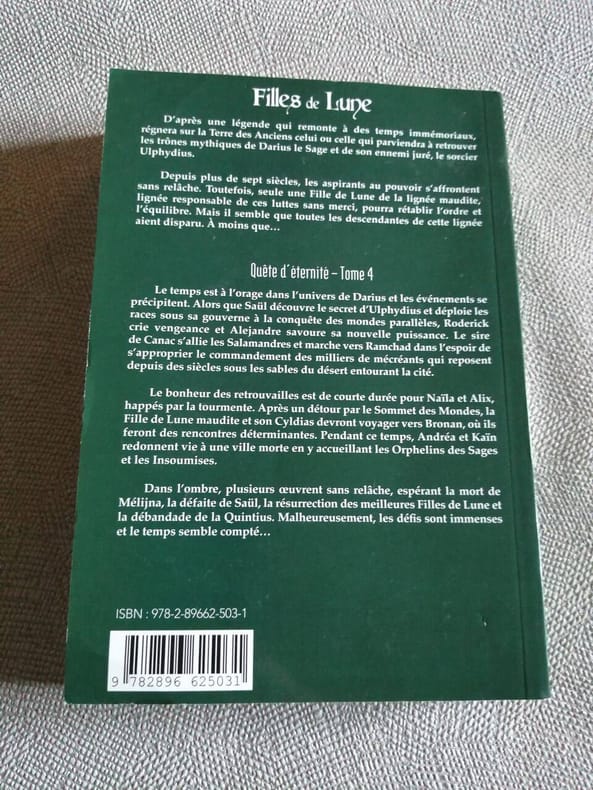 Filles de Lune
D'après une légende qui remonte à des temps immémoriaux,
régnera sur la Terre des Anciens celui ou celle qui parviendra à retrouver
les trônes mythiques de Darius le Sage et de son ennemi juré, le sorcier
Ulphydius.
Depuis plus de sept siècles, les aspirants au pouvoir s'affrontent
sans relâche. Toutefois, seule une Fille de Lune de la lignée maudite,
lignée responsable de ces luttes sans merci, pourra rétablir l'ordre et
l'équilibre. Mais il semble que toutes les descendantes de cette lignée
aient disparu. À moins que…
Quête d'éternité – Tome 4
Le temps est à l'orage dans l'univers de Darius et les événements se
précipitent. Alors que Saül découvre le secret d'Ulphydius et déploie les
races sous sa gouverne à la conquête des mondes parallèles, Roderick
crie vengeance et Alejandre savoure sa nouvelle puissance. Le sire
de Canac s'allie les Salamandres et marche vers Ramchad dans l'espoir de
s'approprier le commandement des milliers de mécréants qui reposent
depuis des siècles sous les sables du désert entourant la cité.
Le bonheur des retrouvailles est de courte durée pour Naïla et Alix,
happés par la tourmente. Après un détour par le Sommet des Mondes, la
Fille de Lune maudite et son Cyldias devront voyager vers Bronan, où ils
feront des rencontres déterminantes. Pendant ce temps, Andréa et Kaïn
redonnent vie à une ville morte en y accueillant les Orphelins des Sages
et les Insoumises.
Dans l'ombre, plusieurs œuvrent sans relâche, espérant la mort de
Mélijna, la défaite de Saül, la résurrection des meilleures Filles de Lune et
la débandade de la Quintius. Malheureusement, les défis sont immenses
et le temps semble compté…
ISBN : 978-2-89662-503-1
9 782896 625031